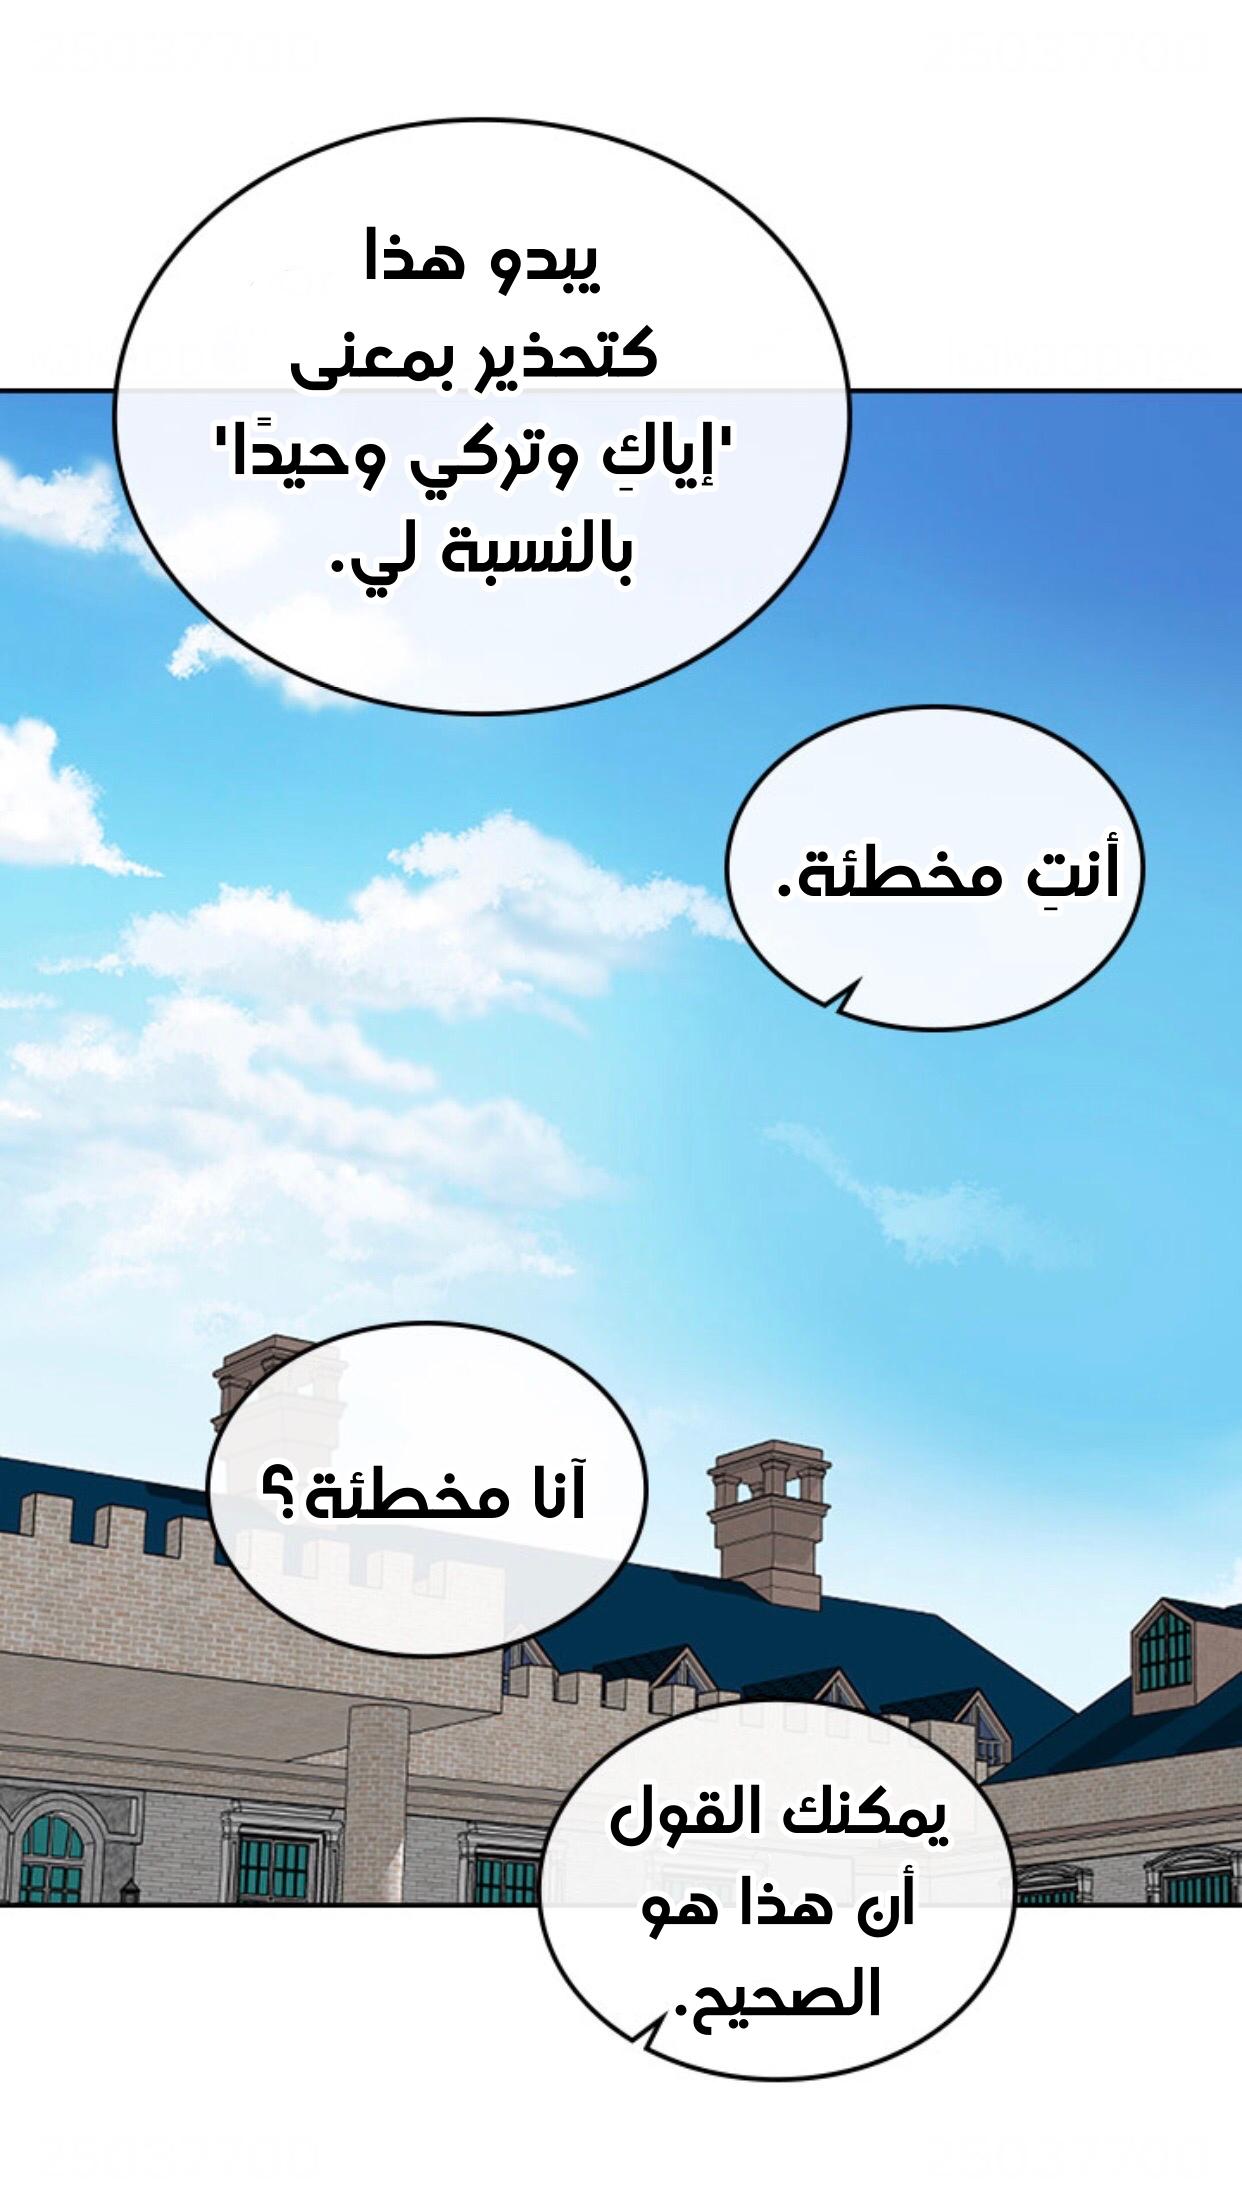 يبدو هذا
كتحذير بمعنى
'إياكِ وتركي وحيدًا'
بالنسبة لي.
أنتِ مخطئة.
آنا مخطئة؟
يمكنك القول
أن هذا هو
الصحيح.